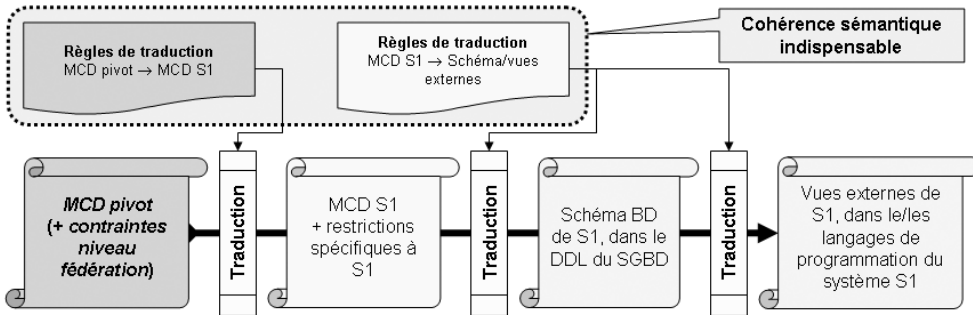 Règles de traduction
MCD pivot → MCD S1
Règles de traduction
MCD S1 → Schéma/vues
externes
Cohérence sémantique
indispensable
MCD pivot
(+ contraintes
niveau
fédération)
Traduction
MCD S1
+ restrictions
spécifiques à
S1
Traduction
Schéma BD
de S1, dans le
DDL du SGBD
Traduction
Vues externes de
S1, dans le/les
langages de
programmation du
système S1